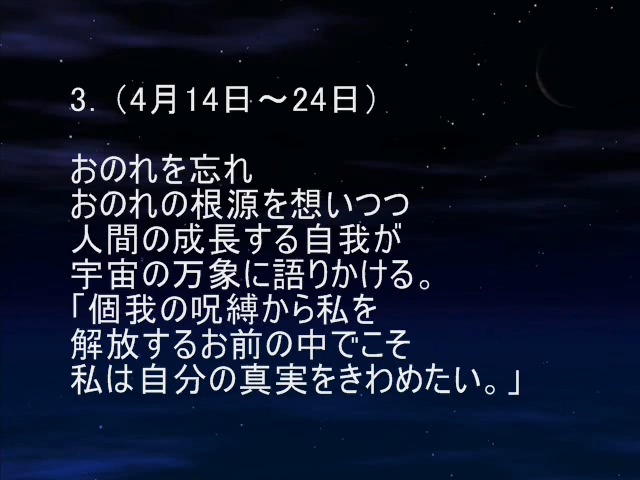 3.（4月14日～24日）
おのれを忘れ
おのれの根源を想いつつ
人間の成長する自我が
宇宙の万象に語りかける。
「個我の呪縛から私を
解放するお前の中でこそ
私は自分の真実をきわめたい。」